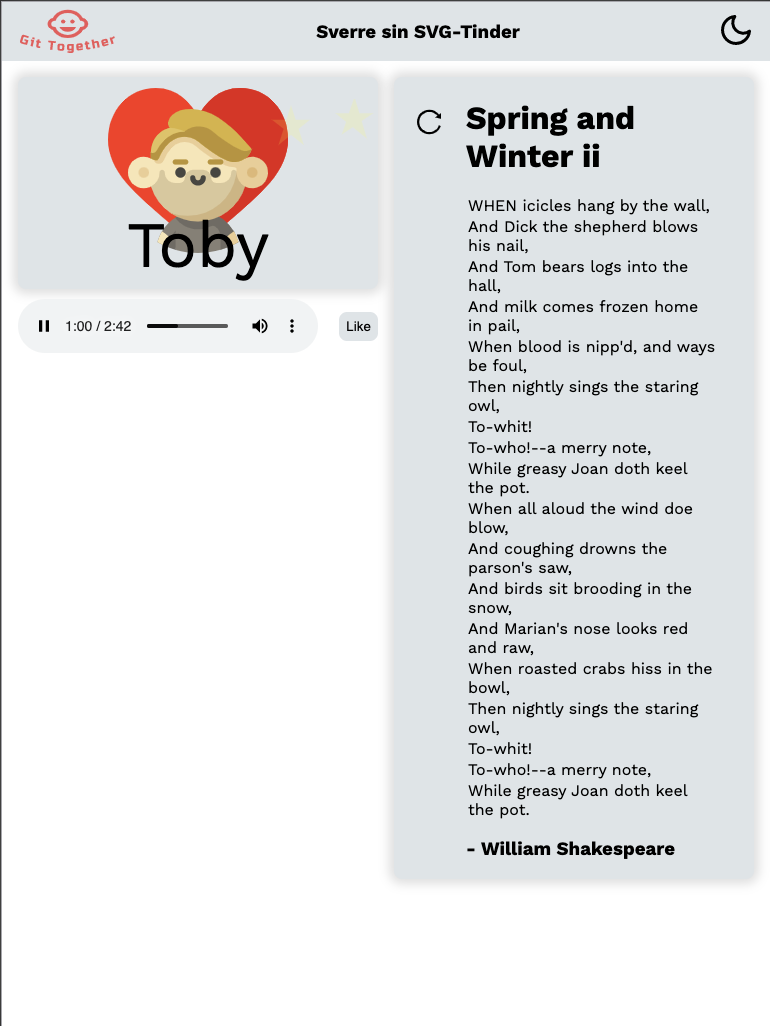 Git Together
Sverre sin SVG-Tinder
Toby
1:00 / 2:42
Like
Spring and
Winter ii
WHEN icicles hang by the wall,
And Dick the shepherd blows
his nail,
And Tom bears logs into the
hall,
And milk comes frozen home
in pail,
When blood is nipp'd, and ways
be foul,
Then nightly sings the staring
owl,
To-whit!
To-who!--a merry note,
While greasy Joan doth keel
the pot.
When all aloud the wind doe
blow,
And coughing drowns the
parson's saw,
And birds sit brooding in the
snow,
And Marian's nose looks red
and raw,
When roasted crabs hiss in the
bowl,
Then nightly sings the staring
owl,
To-whit!
To-who!--a merry note,
While greasy Joan doth keel
the pot.
- William Shakespeare